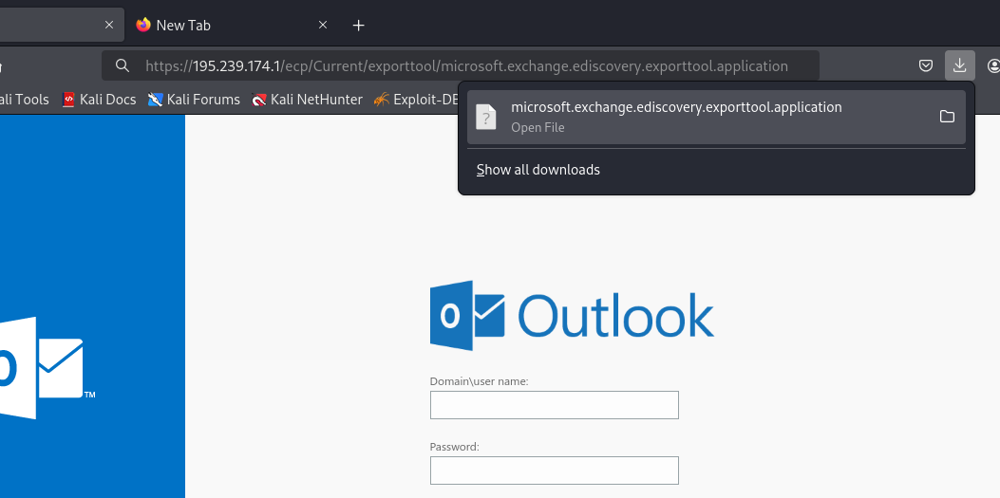 New Tab
https://195.239.174.1/ecp/Current/exporttool/microsoft.exchange.ediscovery.exporttool.application
ali Tools Kali Docs Kali Forums Kali NetHunter Exploit-DB
microsoft.exchange.ediscovery.exporttool.application
Open File
Show all downloads
Outlook
TM
Domain\user name:
Password: